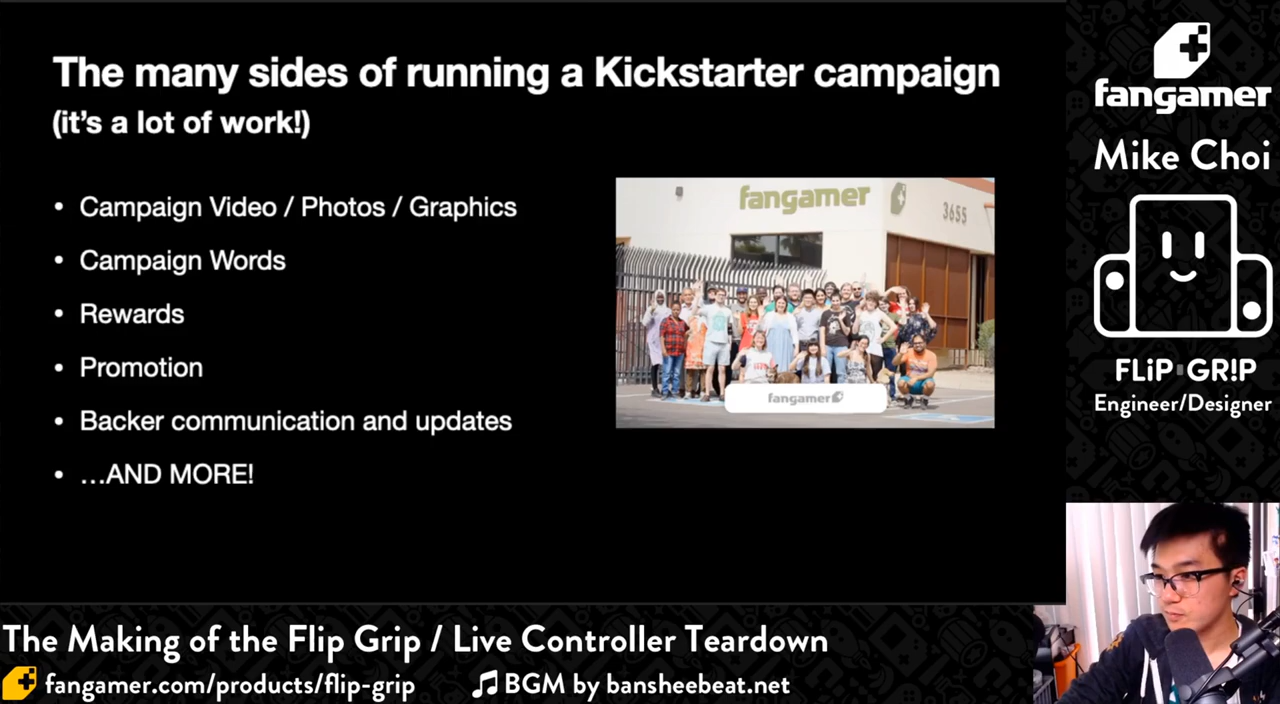 The many sides of running a Kickstarter campaign
(it's a lot of work!)
• Campaign Video / Photos / Graphics
• Campaign Words
• Rewards
• Promotion
• Backer communication and updates
• …AND MORE!
fangamer
3655
fangamer
fangamer
Mike Choi
FLiP GR!P
Engineer/Designer
The Making of the Flip Grip / Live Controller Teardown
fangamer.com/products/flip-grip
BGM by bansheebeat.net